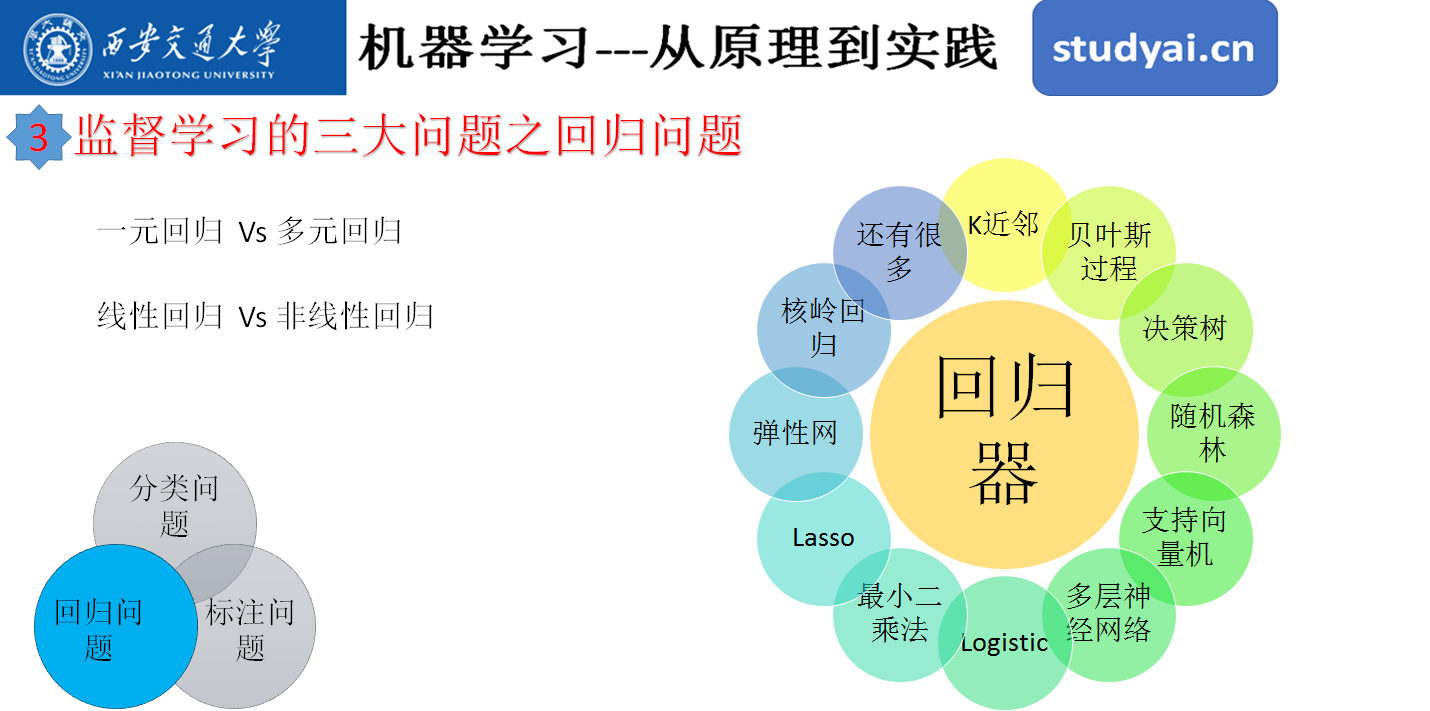 西安交通大学
XI'AN JIAOTONG UNIVERSITY
机器学习---从原理到实践
studyai.cn
3
监督学习的三大问题之回归问题
一元回归 Vs 多元回归
线性回归 Vs 非线性回归
分类问
题
回归问
题
标注问
题
回归
器
K近邻
贝叶斯
过程
决策树
随机森
林
支持向
量机
多层神
经网络
Logistic
最小二
乘法
Lasso
弹性网
核岭回
归
还有很
多